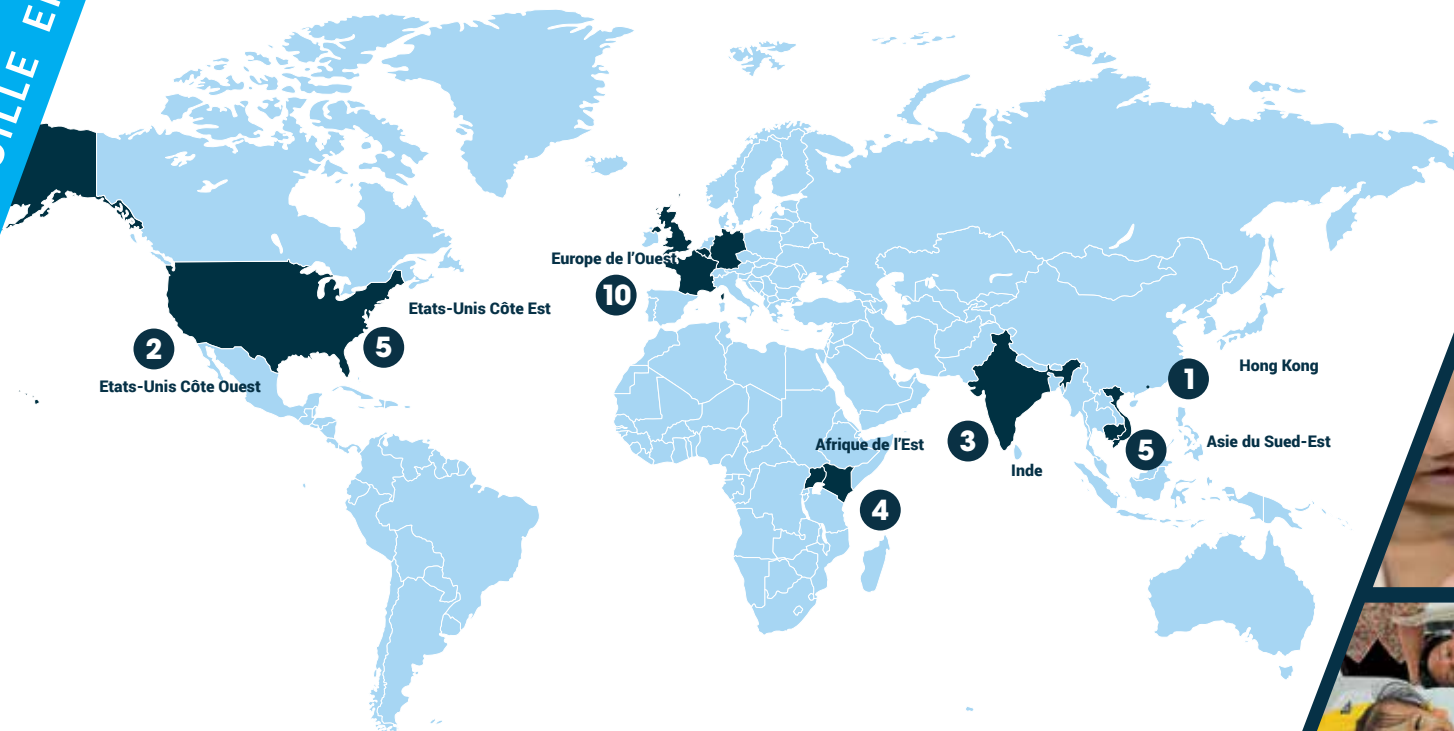 Europe de l'Ouest
10
Etats-Unis Côte Est
5
2
Etats-Unis Côte Ouest
Hong Kong
1
Afrique de l'Est
3
Asie du Sued-Est
5
Inde
4